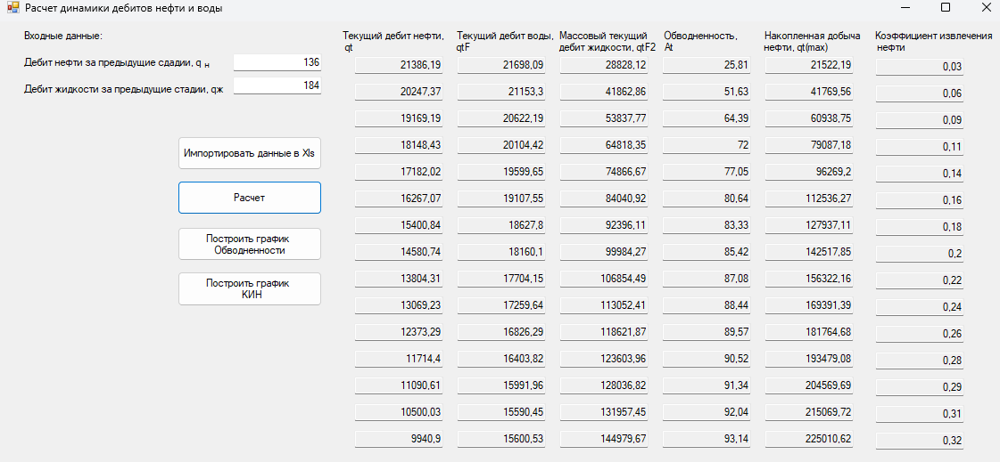 Расчет динамики дебитов нефти и воды
Входные данные:
Дебит нефти за предыдущие сдадии, q н
136
Дебит жидкости за предыдущие стадии, qж
184
Импортировать данные в Xls
Расчет
Построить график
Обводненности
Построить график
КИН
Текущий дебит нефти,
qt
Текущий дебит воды,
qtF
Массовый текущий
дебит жидкости, qtF2
Обводненность,
At
Накопленная добыча
нефти, qt(max)
Коэффициент извлечения
нефти
21386,19 21698,09 28828,12 25,81 21522,19 0,03
20247,37 21153,3 41862,86 51,63 41769,56 0,06
19169,19 20622,19 53837,77 64,39 60938,75 0,09
18148,43 20104,42 64818,35 72 79087,18 0,11
17182,02 19599,65 74866,67 77,05 96269,2 0,14
16267,07 19107,55 84040,92 80,64 112536,27 0,16
15400,84 18627,8 92396,11 83,33 127937,11 0,18
14580,74 18160,1 99984,27 85,42 142517,85 0,2
13804,31 17704,15 106854,49 87,08 156322,16 0,22
13069,23 17259,64 113052,41 88,44 169391,39 0,24
12373,29 16826,29 118621,87 89,57 181764,68 0,26
11714,4 16403,82 123603,96 90,52 193479,08 0,28
11090,61 15991,96 128036,82 91,34 204569,69 0,29
10500,03 15590,45 131957,45 92,04 215069,72 0,31
9940,9 15600,53 144979,67 93,14 225010,62 0,32